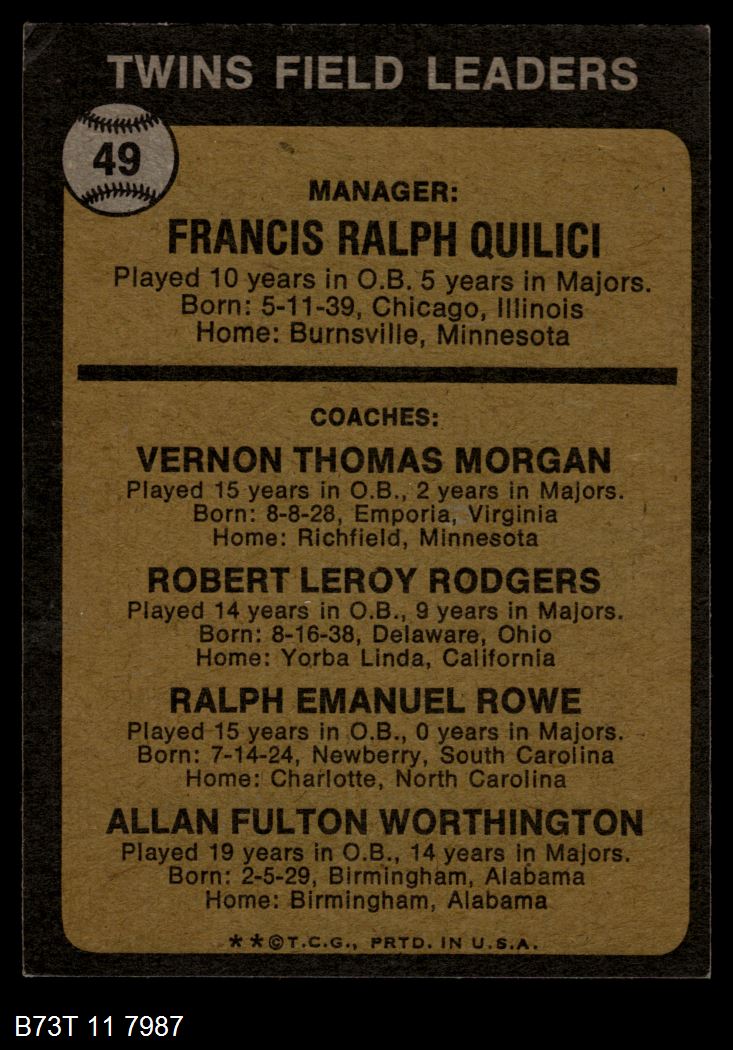 TWINS FIELD LEADERS
49
MANAGER:
FRANCIS RALPH QUILICI
Played 10 years in O.B. 5 years in Majors.
Born: 5-11-39, Chicago, Illinois
Home: Burnsville, Minnesota
COACHES:
VERNON THOMAS MORGAN
Played 15 years in O.B., 2 years in Majors.
Born: 8-8-28, Emporia, Virginia
Home: Richfield, Minnesota
ROBERT LEROY RODGERS
Played 14 years in O.B., 9 years in Majors.
Born: 8-16-38, Delaware, Ohio
Home: Yorba Linda, California
RALPH EMANUEL ROWE
Played 15 years in O.B., 0 years in Majors.
Born: 7-14-24, Newberry, South Carolina
Home: Charlotte, North Carolina
ALLAN FULTON WORTHINGTON
Played 19 years in O.B., 14 years in Majors.
Born: 2-5-29, Birmingham, Alabama
Home: Birmingham, Alabama
**©T.C.G., PRTD. IN U.S.A.
B73T 11 7987